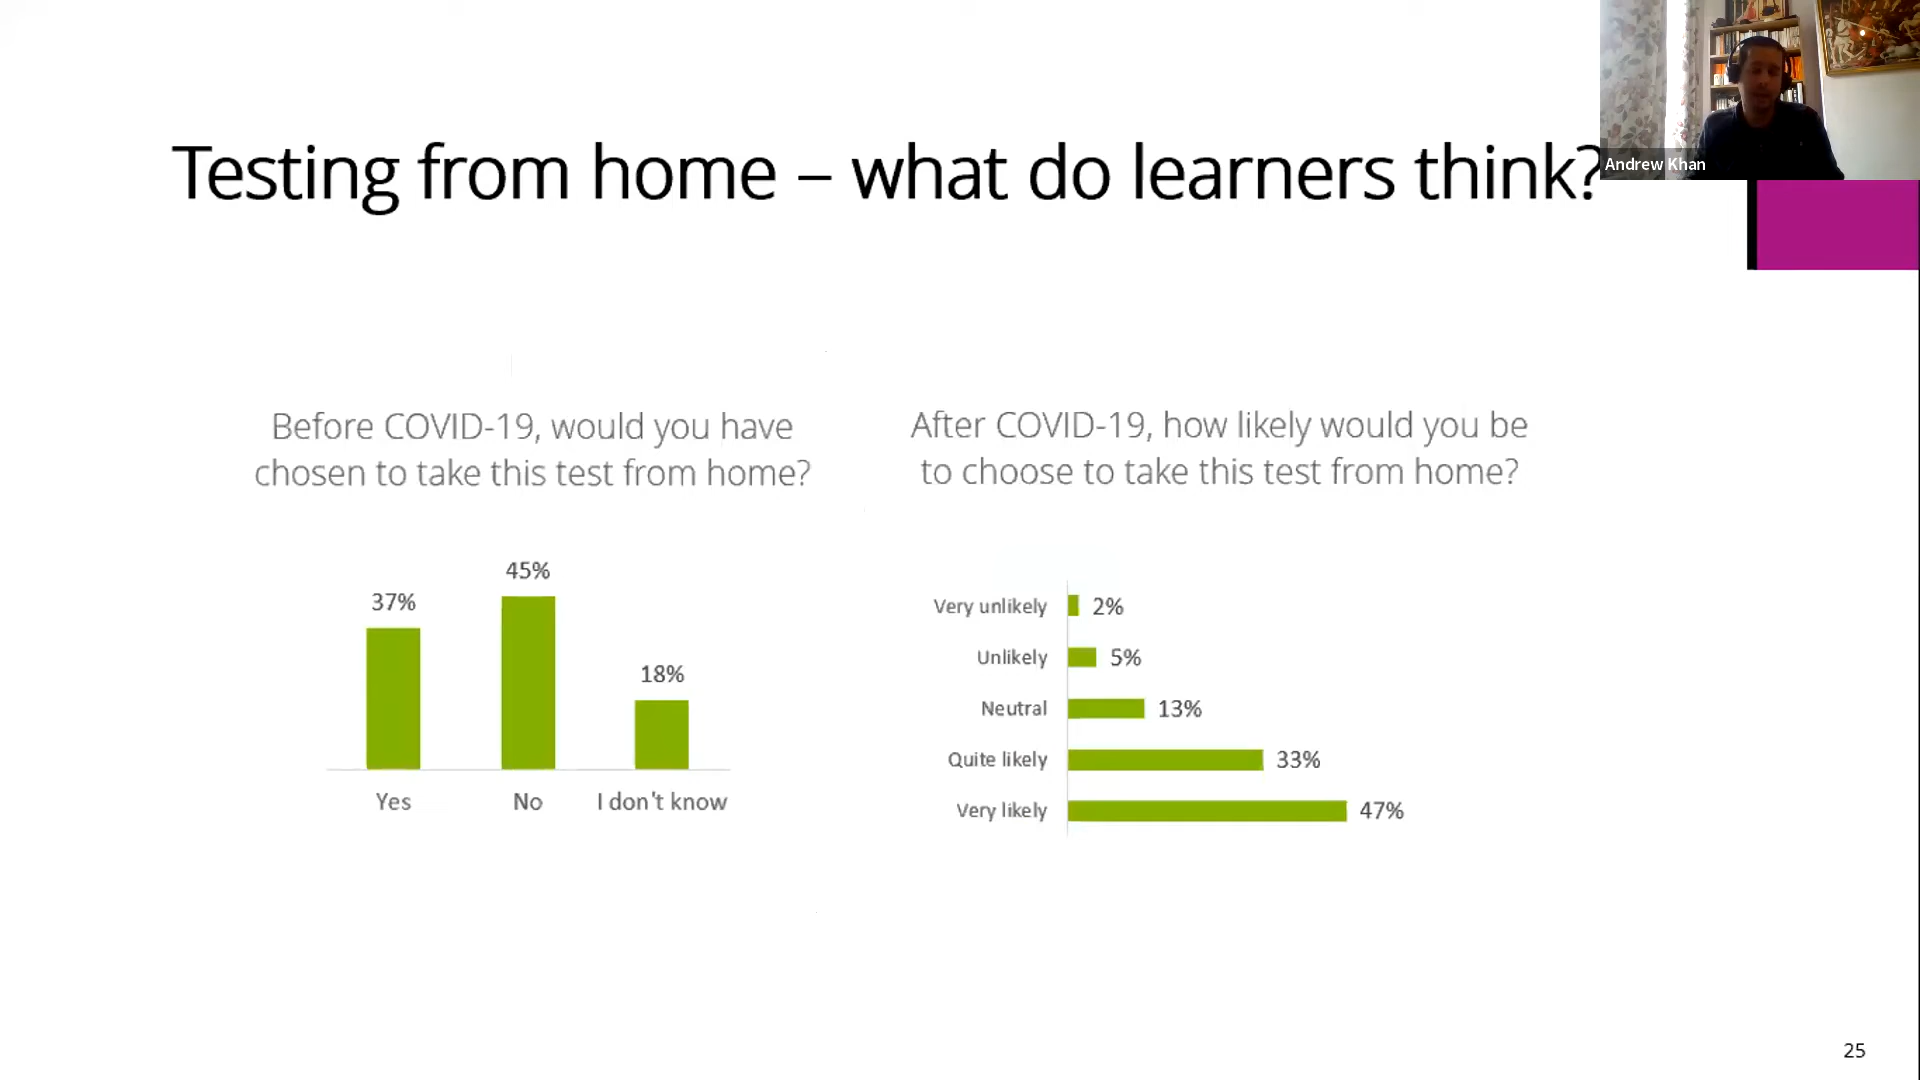 Andrew Khan
Testing from home – what do learners think?
Before COVID-19, would you have
chosen to take this test from home?
45%
37%
18%
Yes
No
I don't know
After COVID-19, how likely would you be
to choose to take this test from home?
Very unlikely 2%
Unlikely 5%
Neutral 13%
Quite likely 33%
Very likely 47%
25